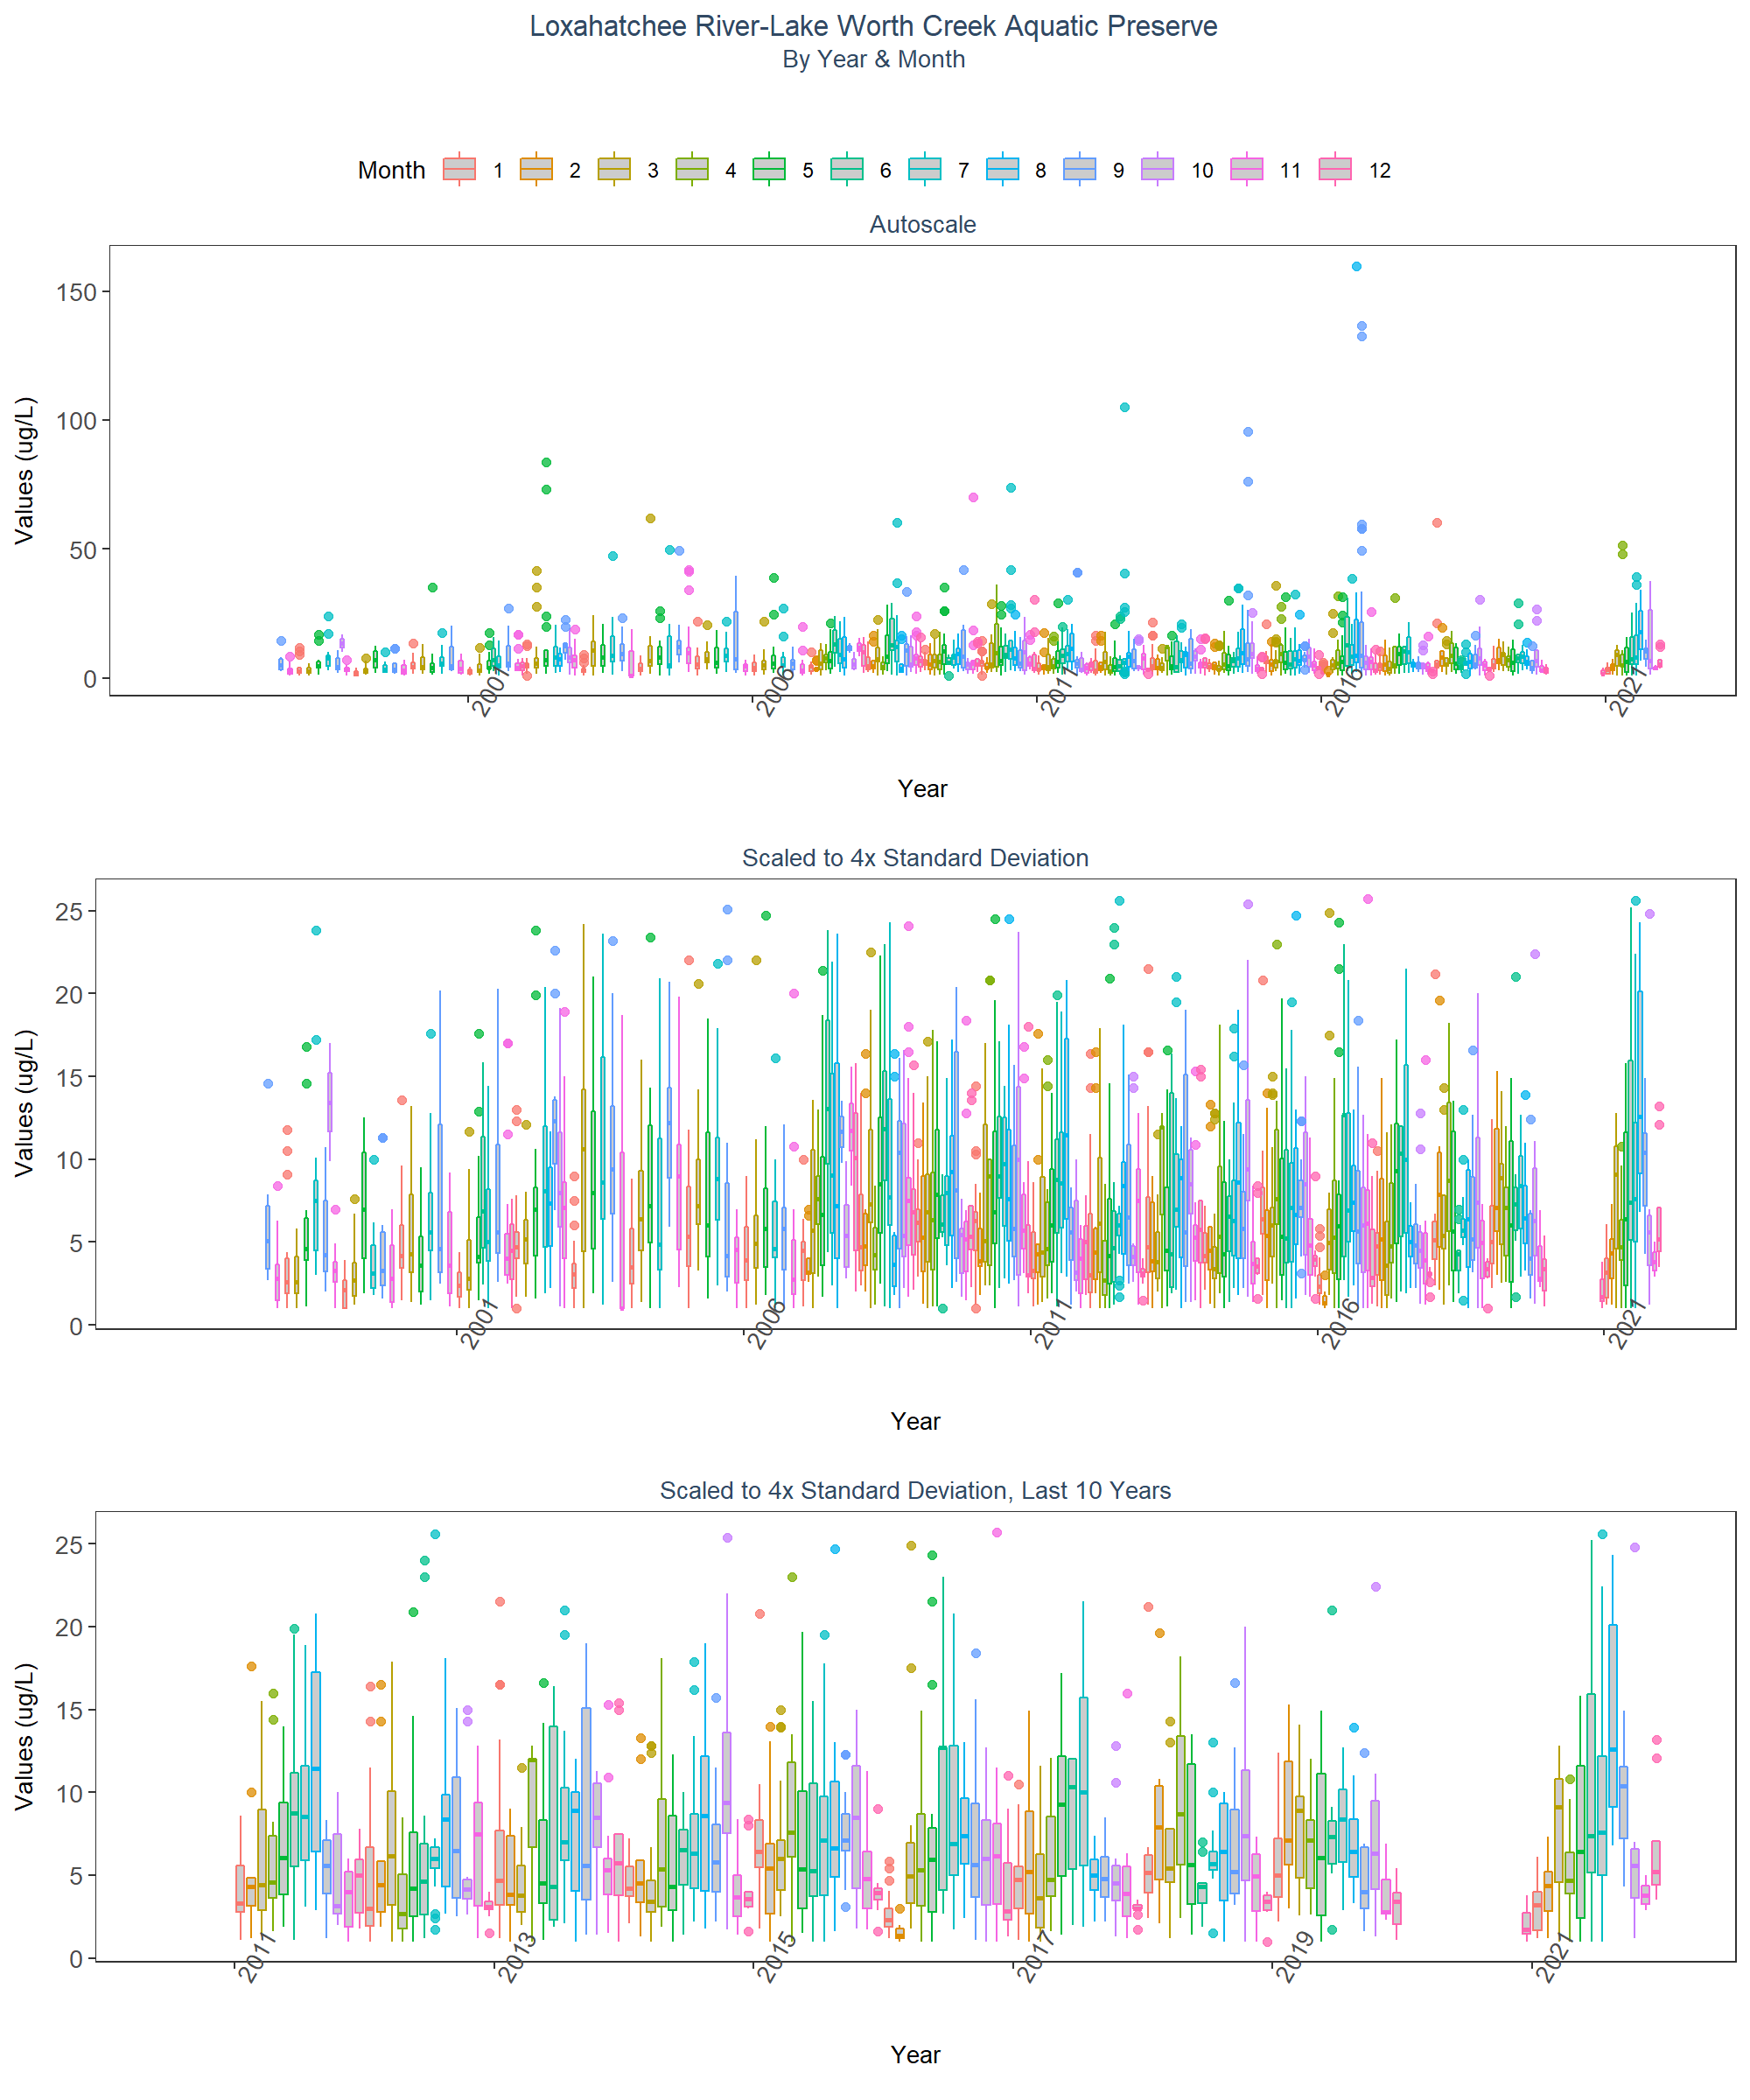 Loxahatchee River-Lake Worth Creek Aquatic Preserve
By Year & Month
Month 1 2 3 4 5 6 7 8 9 10 11 12
Autoscale
Values (ug/L)
150
100
50
0
2001 2006 2011 2016 2021
Year
Scaled to 4x Standard Deviation
Values (ug/L)
25
20
15
10
5
0
2001 2006 2011 2016 2021
Year
Scaled to 4x Standard Deviation, Last 10 Years
Values (ug/L)
25
20
15
10
5
0
2011 2013 2015 2017 2019 2021
Year